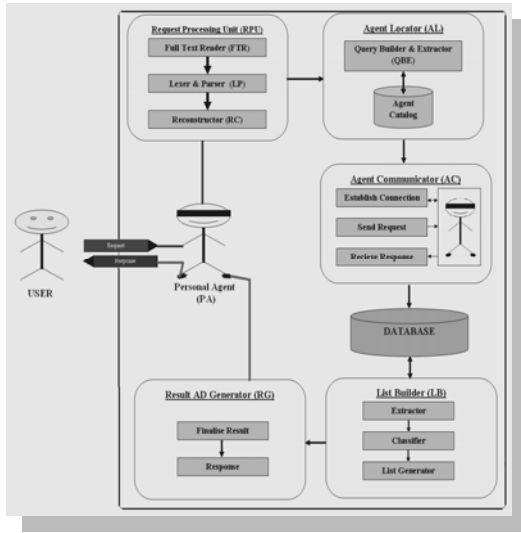 Request Processing Unit (RPU)
Full Text Reader (FTR)
Lexer & Parser (LP)
Reconstructor (RC)
Agent Locator (AL)
Query Builder & Extractor
(QBE)
Agent
Catalog
Agent Communicator (AC)
Establish Connection
Send Request
Recieve Response
USER
Request
Response
Personal Agent
(PA)
DATABASE
Result AD Generator (RG)
Finalise Result
Response
List Builder (LB)
Extractor
Classifier
List Generator